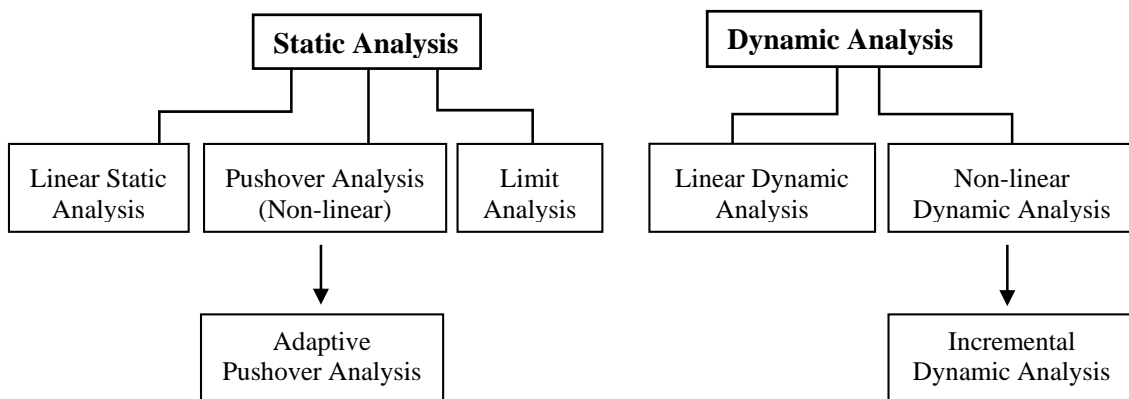 Static Analysis
Dynamic Analysis
Linear Static
Analysis
Pushover Analysis
(Non-linear)
Limit
Analysis
Linear Dynamic
Analysis
Non-linear
Dynamic Analysis
Adaptive
Pushover Analysis
Incremental
Dynamic Analysis